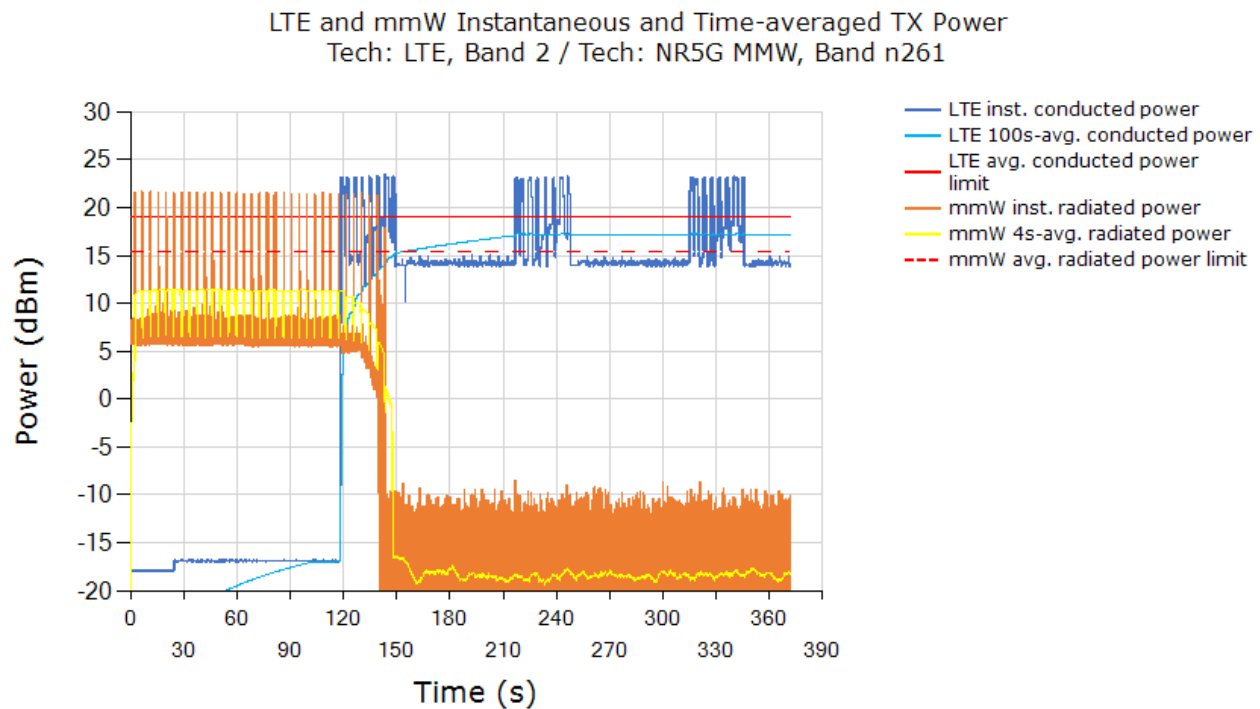 LTE and mmW Instantaneous and Time-averaged TX Power
Tech: LTE, Band 2 / Tech: NR5G MMW, Band n261
30
25
20
15
10
5
0
-5
-10
-15
-20
Power (dBm)
0
60
120
180
240
300
360
30
90
150
210
270
330
390
Time (s)
LTE inst. conducted power
LTE 100s-avg. conducted power
LTE avg. conducted power
limit
mmW inst. radiated power
mmW 4s-avg. radiated power
mmW avg. radiated power limit